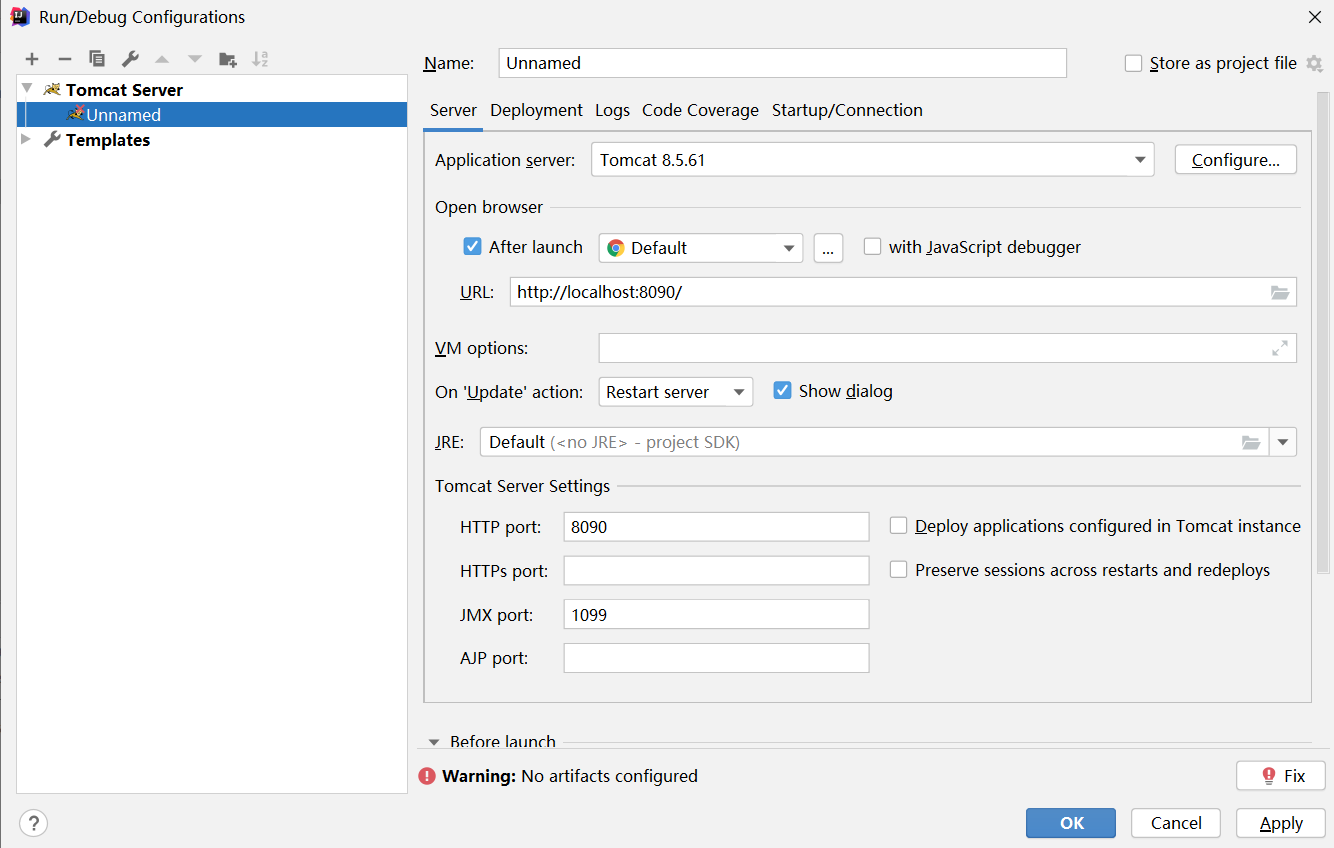 Run/Debug Configurations
Tomcat Server
Unnamed
Templates
Name: Unnamed Store as project file
Server Deployment Logs Code Coverage Startup/Connection
Application server: Tomcat 8.5.61 Configure...
Open browser
After launch Default ... with JavaScript debugger
URL: http://localhost:8090/
VM options:
On 'Update' action: Restart server Show dialog
JRE: Default (<no JRE> - project SDK)
Tomcat Server Settings
HTTP port: 8090 Deploy applications configured in Tomcat instance
HTTPs port: Preserve sessions across restarts and redeploys
JMX port: 1099
AJP port:
Before launch
Warning: No artifacts configured Fix
? OK Cancel Apply